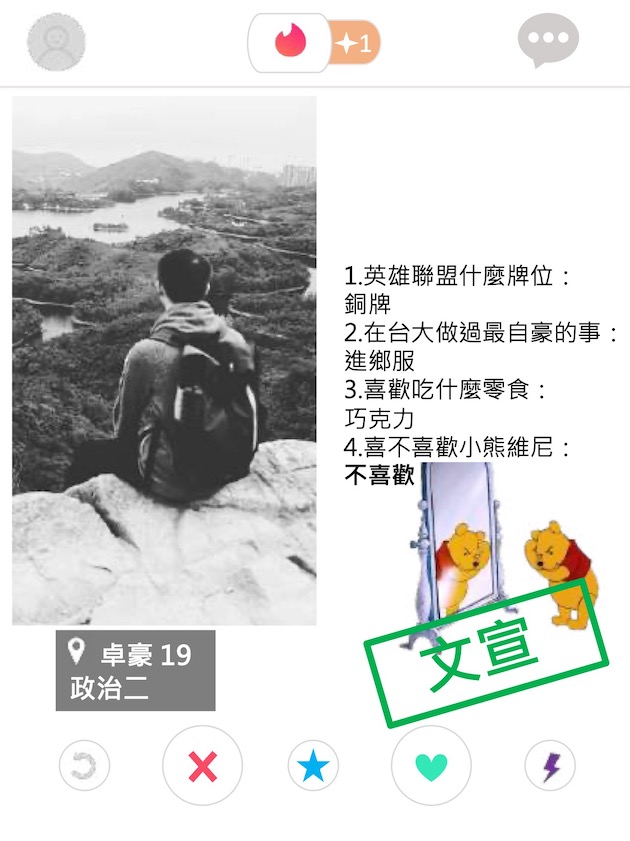 1
1.英雄聯盟什麼牌位：
銅牌
2.在台大做過最自豪的事：
進鄉服
3.喜歡吃什麼零食：
巧克力
4.喜不喜歡小熊維尼：
不喜歡
文宣
卓豪 19
政治二